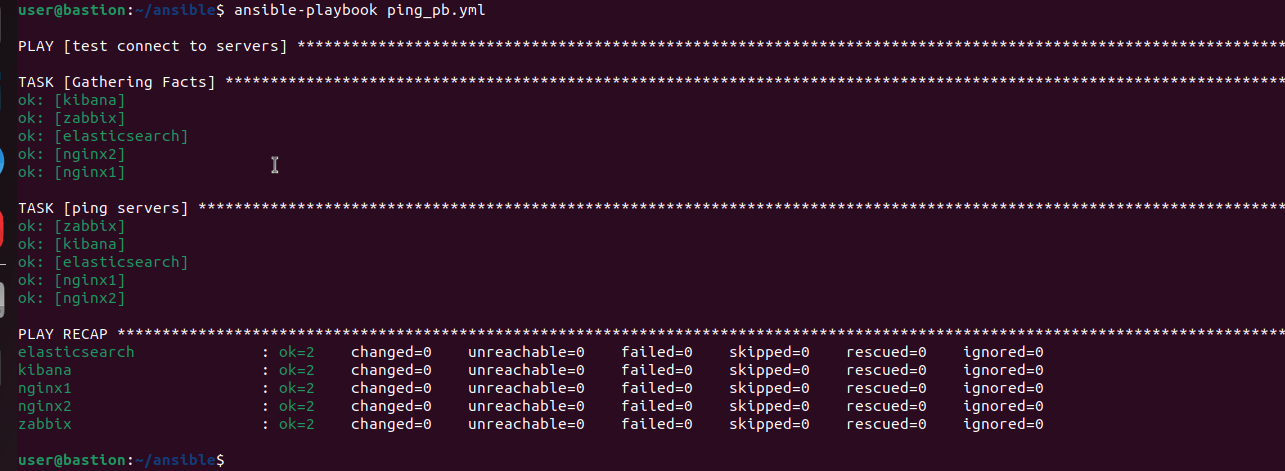 user@bastion:~/ansible$ ansible-playbook ping_pb.yml
PLAY [test connect to servers] **************************************************************************************************************
TASK [Gathering Facts] **********************************************************************************************************************
ok: [kibana]
ok: [zabbix]
ok: [elasticsearch]
ok: [nginx2]
ok: [nginx1]
TASK [ping servers] *************************************************************************************************************************
ok: [zabbix]
ok: [kibana]
ok: [elasticsearch]
ok: [nginx1]
ok: [nginx2]
PLAY RECAP **********************************************************************************************************************************
elasticsearch              : ok=2    changed=0    unreachable=0    failed=0    skipped=0    rescued=0    ignored=0
kibana                     : ok=2    changed=0    unreachable=0    failed=0    skipped=0    rescued=0    ignored=0
nginx1                     : ok=2    changed=0    unreachable=0    failed=0    skipped=0    rescued=0    ignored=0
nginx2                     : ok=2    changed=0    unreachable=0    failed=0    skipped=0    rescued=0    ignored=0
zabbix                     : ok=2    changed=0    unreachable=0    failed=0    skipped=0    rescued=0    ignored=0
user@bastion:~/ansible$